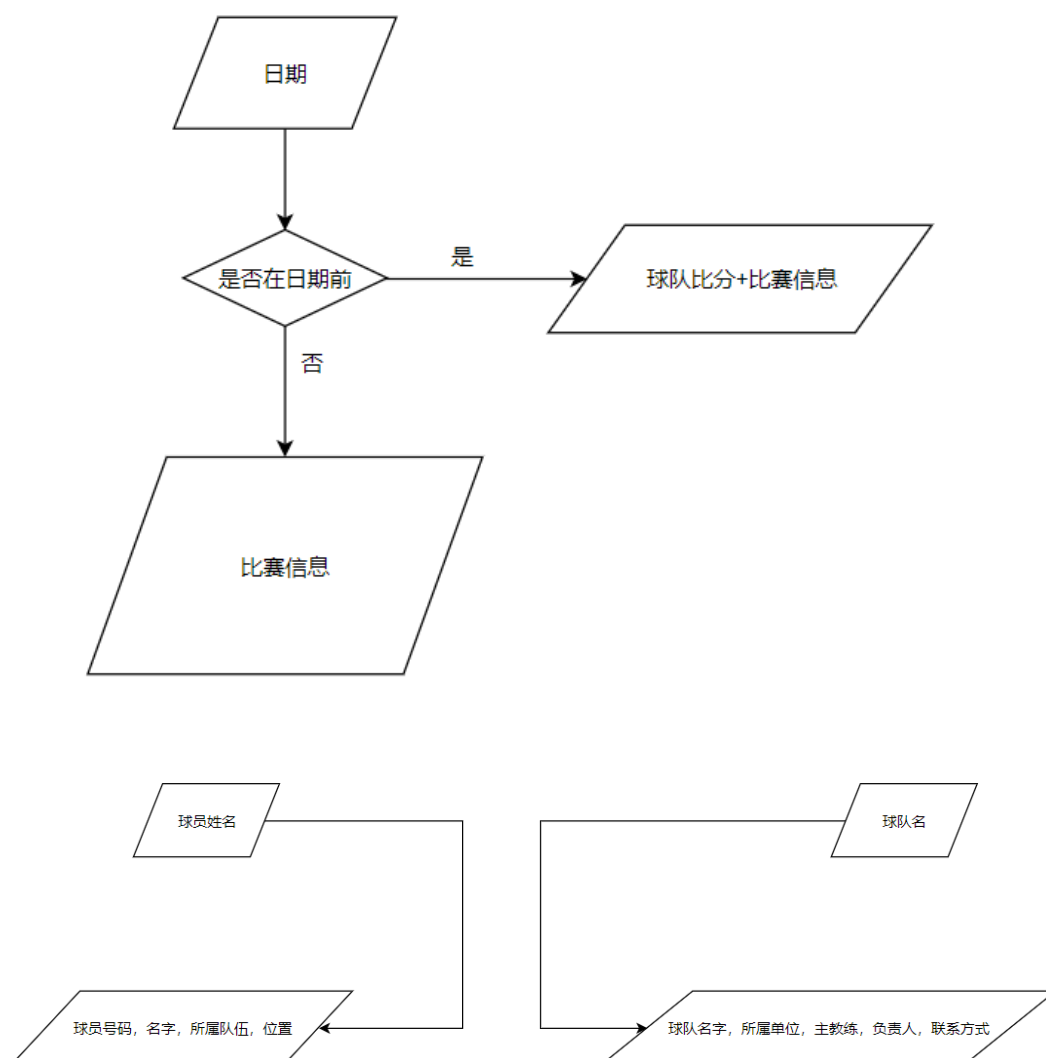 日期
是否在日期前
是
球队比分+比赛信息
否
比赛信息
球员姓名
球队名
球员号码，名字，所属队伍，位置
球队名字，所属单位，主教练，负责人，联系方式